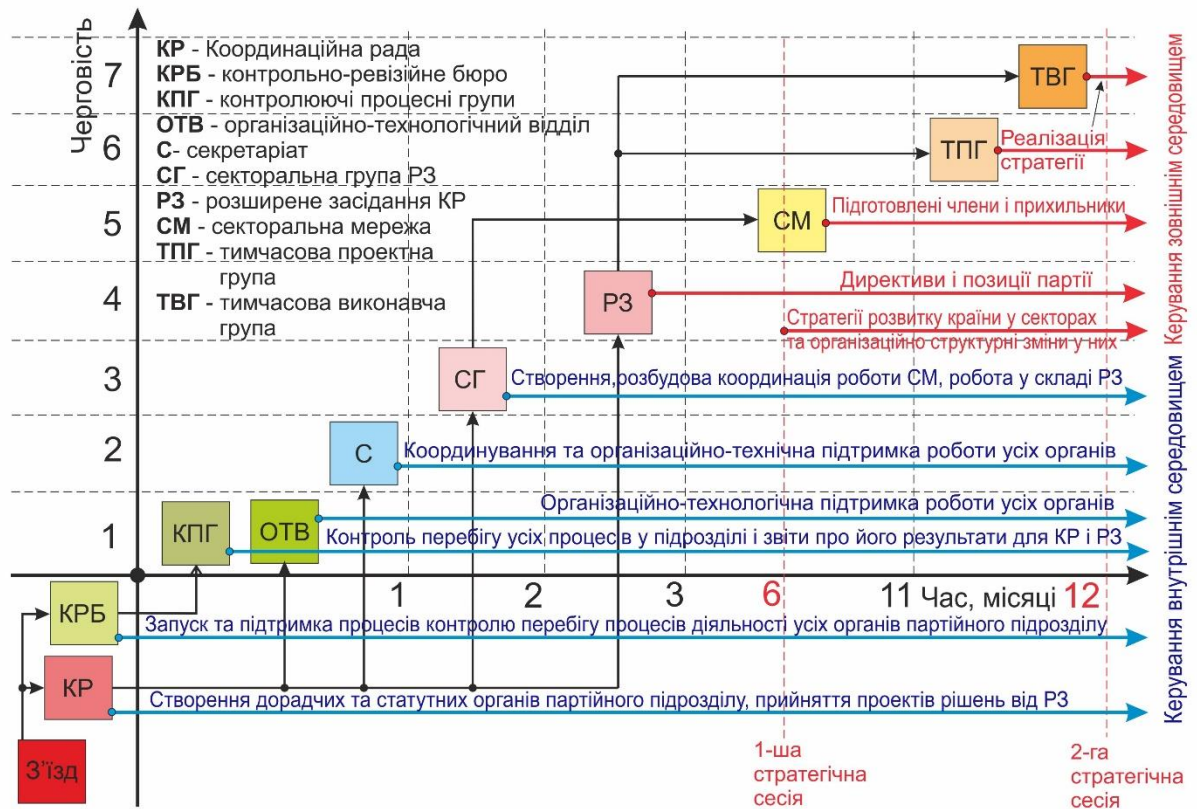 Черговість
КР - Координаційна рада
КРБ - контрольно-ревізійне бюро
КПГ - контролюючі процесні групи
ОТВ - організаційно-технологічний відділ
С- секретаріат
СГ - секторальна група РЗ
РЗ - розширене засідання КР
СМ - секторальна мережа
ТПГ - тимчасова проектна
група
ТВГ - тимчасова виконавча
група
7
ТВГ
6
ТПГ
Реалізація
стратегії
5
СМ
Підготовлені члени і прихильники
4
РЗ
Директиви і позиції партії
Стратегії розвитку країни у секторах
та організаційно структурні зміни у них
3
СГ
Створення,розбудова координація роботи СМ, робота у складі РЗ
2
С
Координування та організаційно-технічна підтримка роботи усіх органів
1
КПГ
ОТВ
Організаційно-технологічна підтримка роботи усіх органів
Контроль перебігу усіх процесів у підрозділі і звіти про його результати для КР і РЗ
1 2 3 6 11 Час, місяці 12
КРБ
Запуск та підтримка процесів контролю перебігу процесів діяльності усіх органів партійного підрозділу
КР
Створення дорадчих та статутних органів партійного підрозділу, прийняття проектів рішень від РЗ
З'їзд
1-ша
стратегічна
сесія
2-га
стратегічна
сесія
Керування зовнішнім середовищем
Керування внутрішнім середовищем